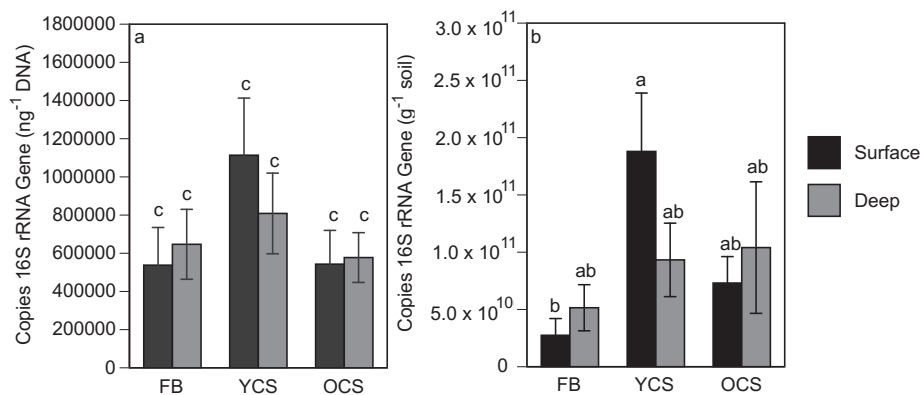 a
Copies 16S rRNA Gene (ng⁻¹ DNA)
1800000
1600000
1400000
1200000
1000000
800000
600000
400000
200000
0
c
c
c
c
c
c
FB
YCS
OCS
b
Copies 16S rRNA Gene (g⁻¹ soil)
3.0 x 10¹¹
2.5 x 10¹¹
2.0 x 10¹¹
1.5 x 10¹¹
1.0 x 10¹¹
5.0 x 10¹⁰
0
b
ab
a
ab
ab
ab
FB
YCS
OCS
Surface
Deep